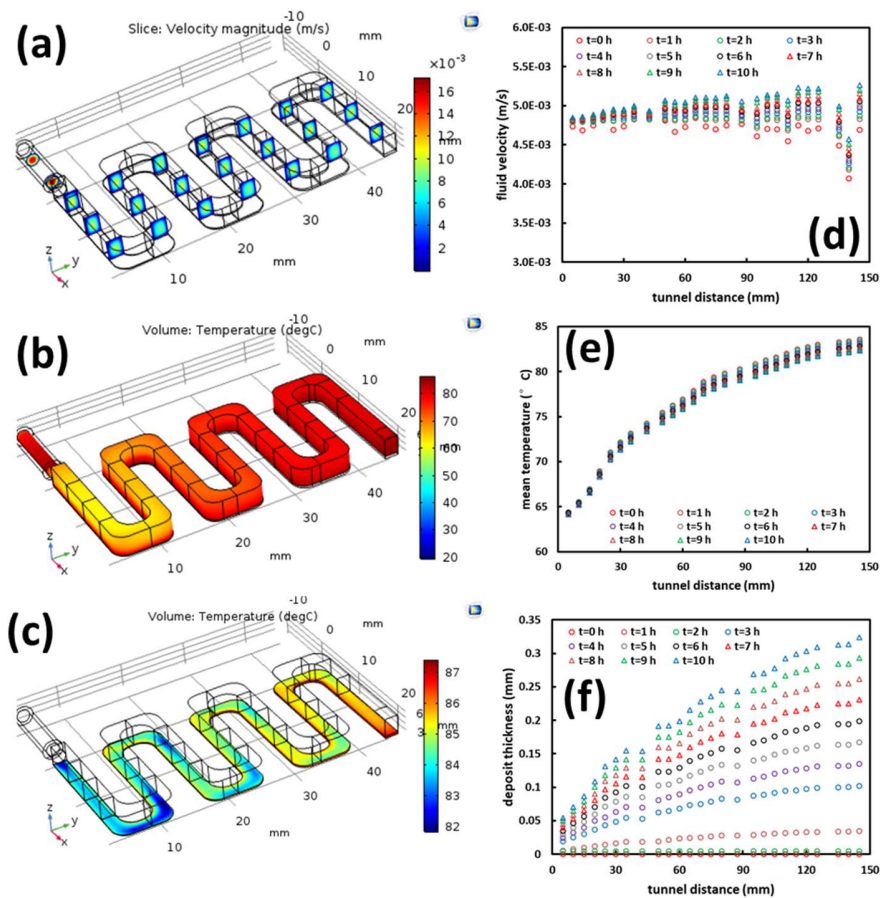 (a)
Slice: Velocity magnitude (m/s)
-10
0
mm
10
20
mm
×10⁻³
16
14
12
10
8
6
4
2
40
30
20
10
mm
z
y
x
(b)
Volume: Temperature (degC)
-10
0
mm
10
20
mm
80
70
60
50
40
30
20
40
30
20
10
mm
z
y
x
(c)
Volume: Temperature (degC)
-10
0
mm
10
20
mm
87
86
85
84
83
82
40
30
20
10
mm
z
y
x
6.0E-03
5.5E-03
5.0E-03
4.5E-03
4.0E-03
3.5E-03
3.0E-03
fluid velocity (m/s)
t=0 h t=1 h t=2 h t=3 h
t=4 h t=5 h t=6 h t=7 h
t=8 h t=9 h t=10 h
(d)
0 30 60 90 120 150
tunnel distance (mm)
85
80
75
70
65
60
mean temperature (° C)
(e)
t=0 h t=1 h t=2 h t=3 h
t=4 h t=5 h t=6 h t=7 h
t=8 h t=9 h t=10 h
0 30 60 90 120 150
tunnel distance (mm)
0.35
0.3
0.25
0.2
0.15
0.1
0.05
0
deposit thickness (mm)
t=0 h t=1 h t=2 h t=3 h
t=4 h t=5 h t=6 h t=7 h
t=8 h t=9 h t=10 h
(f)
0 30 60 90 120 150
tunnel distance (mm)